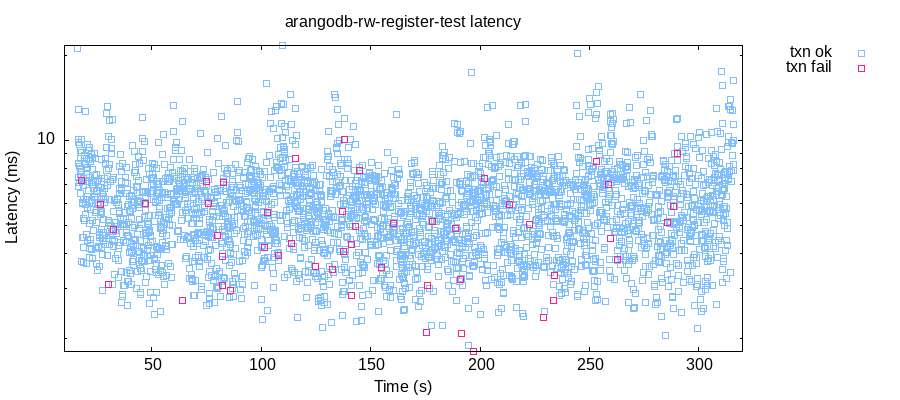 arangodb-rw-register-test latency
txn ok
txn fail
10
Latency (ms)
50 100 150 200 250 300
Time (s)